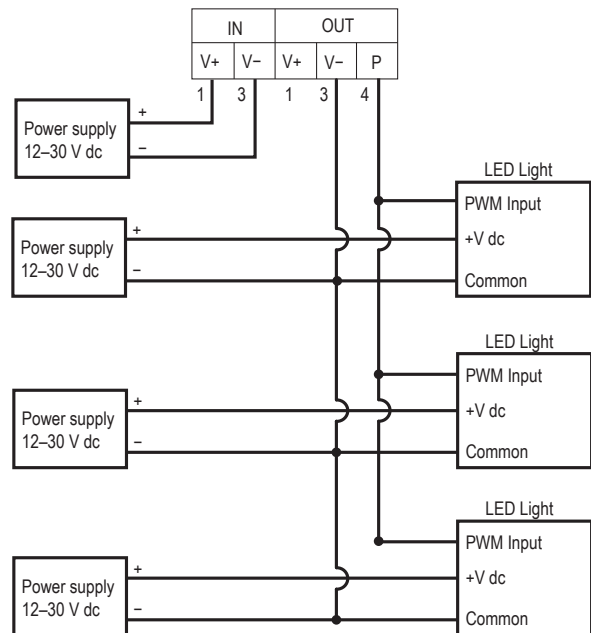 IN OUT
V+ V− V+ V− P
1 3 1 3 4
+
Power supply
12–30 V dc
−
LED Light
PWM Input
+
+V dc
Power supply
12–30 V dc
−
Common
LED Light
PWM Input
+
+V dc
Power supply
12–30 V dc
−
Common
LED Light
PWM Input
+
+V dc
Power supply
12–30 V dc
−
Common